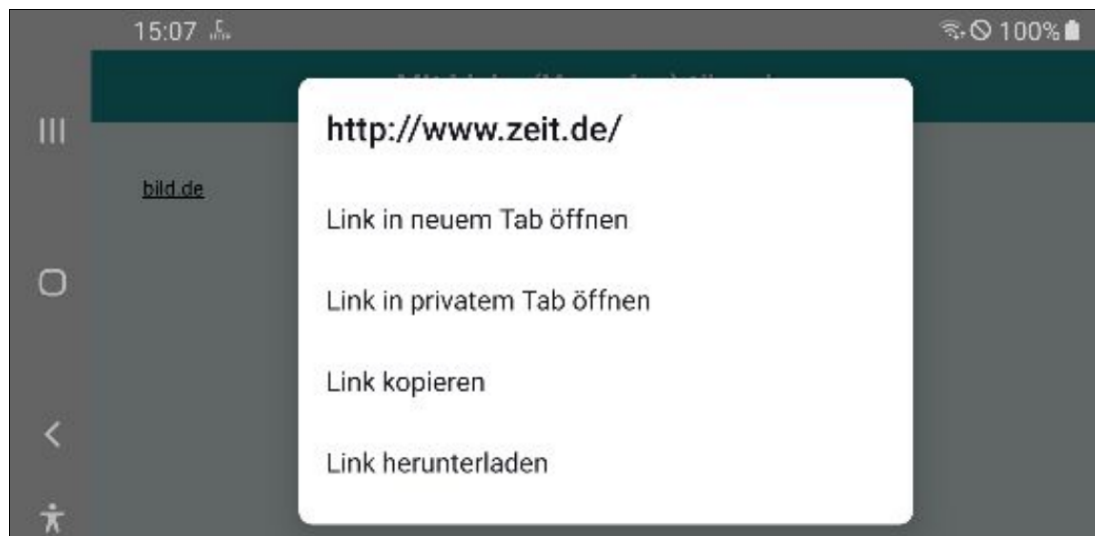 15:07
100%
http://www.zeit.de/
bild.de
Link in neuem Tab öffnen
Link in privatem Tab öffnen
Link kopieren
Link herunterladen